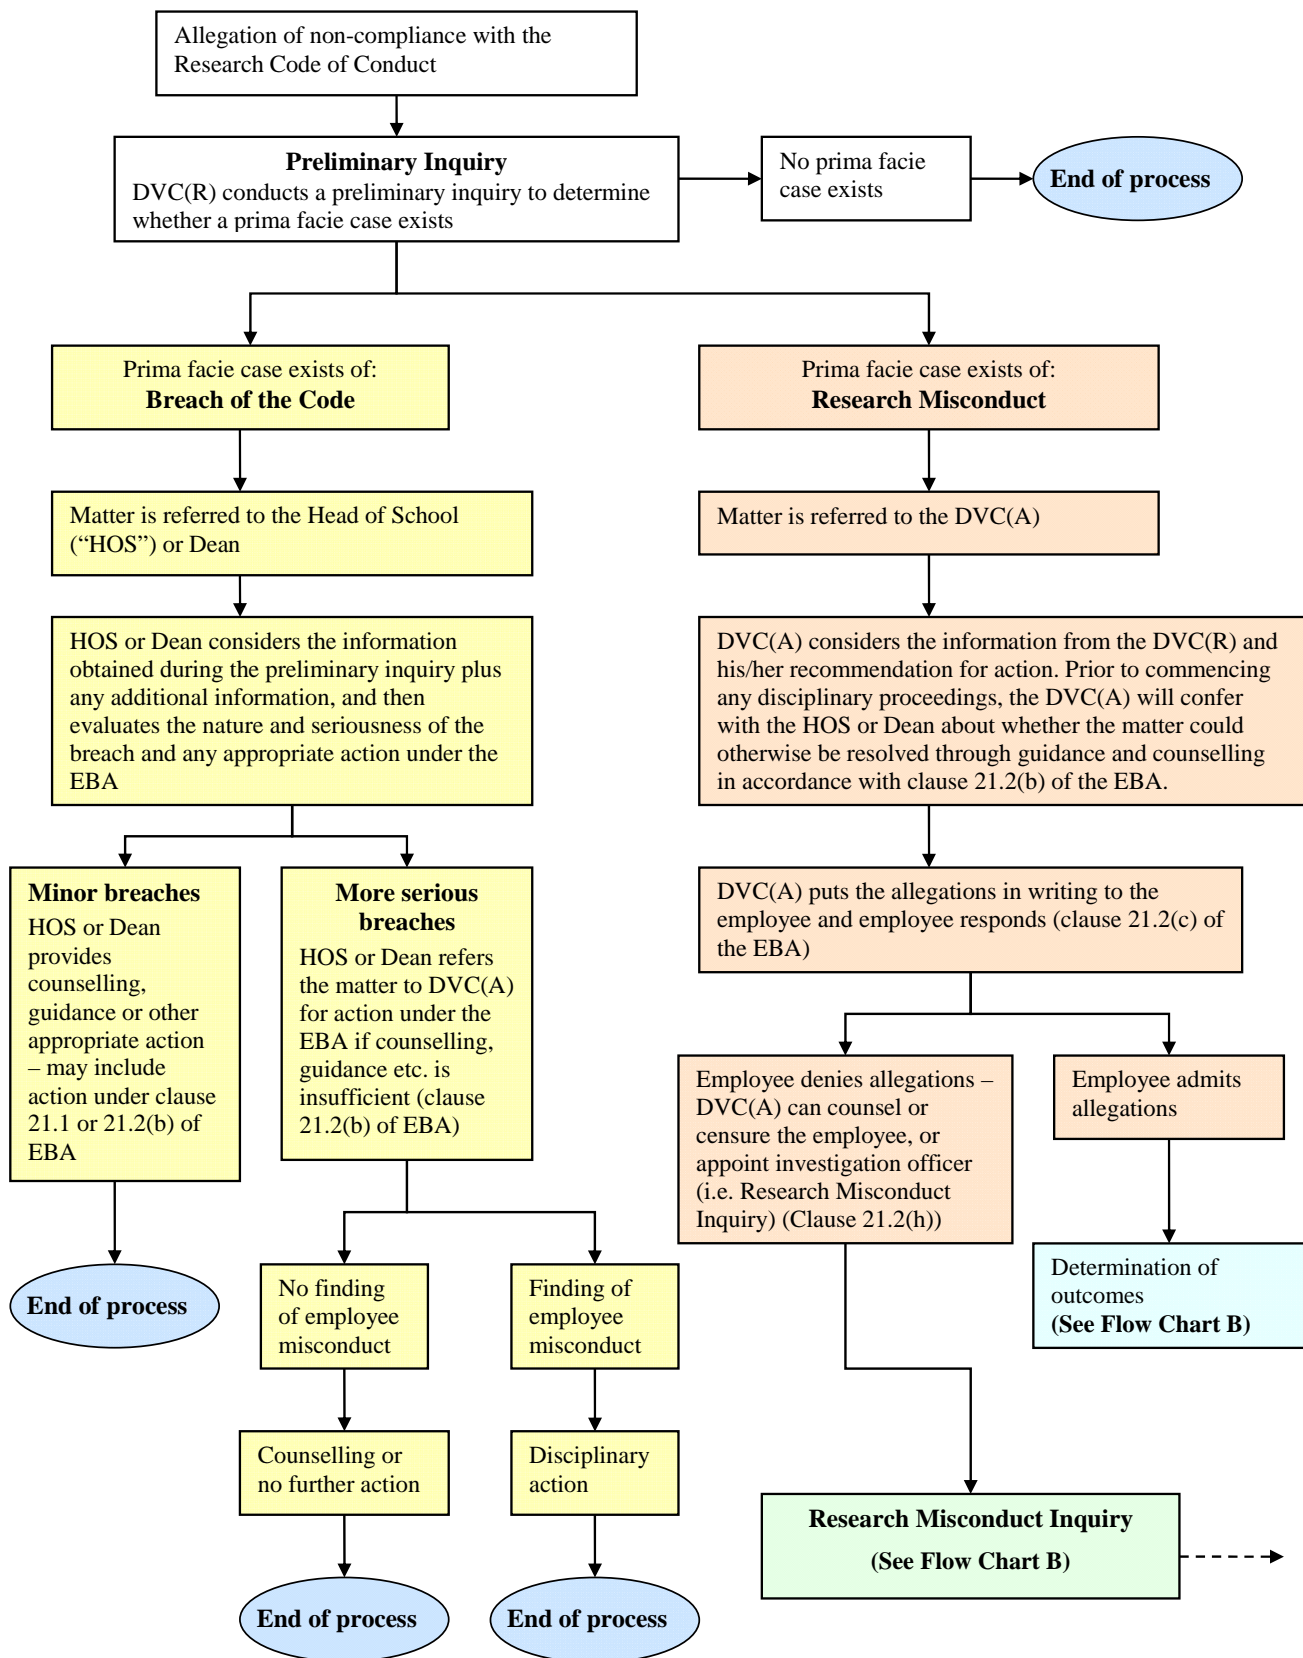 Allegation of non-compliance with the
Research Code of Conduct
Preliminary Inquiry
DVC(R) conducts a preliminary inquiry to determine
whether a prima facie case exists
No prima facie
case exists
End of process
Prima facie case exists of:
Breach of the Code
Prima facie case exists of:
Research Misconduct
Matter is referred to the Head of School
(“HOS”) or Dean
Matter is referred to the DVC(A)
HOS or Dean considers the information
obtained during the preliminary inquiry plus
any additional information, and then
evaluates the nature and seriousness of the
breach and any appropriate action under the
EBA
DVC(A) considers the information from the DVC(R) and
his/her recommendation for action. Prior to commencing
any disciplinary proceedings, the DVC(A) will confer
with the HOS or Dean about whether the matter could
otherwise be resolved through guidance and counselling
in accordance with clause 21.2(b) of the EBA.
Minor breaches
HOS or Dean
provides
counselling,
guidance or other
appropriate action
– may include
action under clause
21.1 or 21.2(b) of
EBA
More serious
breaches
HOS or Dean refers
the matter to DVC(A)
for action under the
EBA if counselling,
guidance etc. is
insufficient (clause
21.2(b) of EBA)
DVC(A) puts the allegations in writing to the
employee and employee responds (clause 21.2(c) of
the EBA)
Employee denies allegations –
DVC(A) can counsel or
censure the employee, or
appoint investigation officer
(i.e. Research Misconduct
Inquiry) (Clause 21.2(h))
Employee admits
allegations
End of process
No finding
of employee
misconduct
Finding of
employee
misconduct
Determination of
outcomes
(See Flow Chart B)
Counselling or
no further action
Disciplinary
action
Research Misconduct Inquiry
(See Flow Chart B)
End of process
End of process